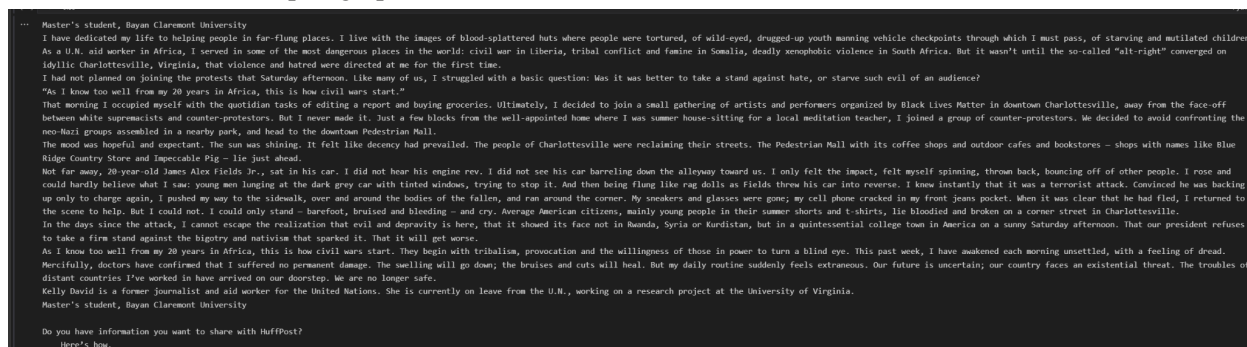 ... Master's student, Bayan Claremont University
I have dedicated my life to helping people in far-flung places. I live with the images of blood-splattered huts where people were tortured, of wild-eyed, drugged-up youth manning vehicle checkpoints through which I must pass, of starving and mutilated children
As a U.N. aid worker in Africa, I served in some of the most dangerous places in the world: civil war in Liberia, tribal conflict and famine in Somalia, deadly xenophobic violence in South Africa. But it wasn't until the so-called "alt-right" converged on
idyllic Charlottesville, Virginia, that violence and hatred were directed at me for the first time.
I had not planned on joining the protests that Saturday afternoon. Like many of us, I struggled with a basic question: Was it was better to take a stand against hate, or starve such evil of an audience?
"As I know too well from my 20 years in Africa, this is how civil wars start."
That morning I occupied myself with the quotidian tasks of editing a report and buying groceries. Ultimately, I decided to join a small gathering of artists and performers organized by Black Lives Matter in downtown Charlottesville, away from the face-off
between white supremacists and counter-protestors. But I never made it. Just a few blocks from the well-appointed home where I was summer house-sitting for a local meditation teacher, I joined a group of counter-protestors. We decided to avoid confronting the
neo-Nazi groups assembled in a nearby park, and head to the downtown Pedestrian Mall.
The mood was hopeful and expectant. The sun was shining. It felt like decency had prevailed. The people of Charlottesville were reclaiming their streets. The Pedestrian Mall with its coffee shops and outdoor cafes and bookstores — shops with names like Blue
Ridge Country Store and Impeccable Pig — lie just ahead.
Not far away, 20-year-old James Alex Fields Jr., sat in his car. I did not hear his engine rev. I did not see his car barreling down the alleyway toward us. I only felt the impact, felt myself spinning, thrown back, bouncing off of other people. I rose and
could hardly believe what I saw: young men lunging at the dark grey car with tinted windows, trying to stop it. And then being flung like rag dolls as Fields threw his car into reverse. I knew instantly that it was a terrorist attack. Convinced he was backing
up only to charge again, I pushed my way to the sidewalk, over and around the bodies of the fallen, and ran around the corner. My sneakers and glasses were gone; my cell phone cracked in my front jeans pocket. When it was clear that he had fled, I returned to
the scene to help. But I could not. I could only stand — barefoot, bruised and bleeding — and cry. Average American citizens, mainly young people in their summer shorts and t-shirts, lie bloodied and broken on a corner street in Charlottesville.
In the days since the attack, I cannot escape the realization that evil and depravity is here, that it showed its face not in Rwanda, Syria or Kurdistan, but in a quintessential college town in America on a sunny Saturday afternoon. That our president refuses
to take a firm stand against the bigotry and nativism that sparked it. That it will get worse.
As I know too well from my 20 years in Africa, this is how civil wars start. They begin with tribalism, provocation and the willingness of those in power to turn a blind eye. This past week, I have awakened each morning unsettled, with a feeling of dread.
Mercifully, doctors have confirmed that I suffered no permanent damage. The swelling will go down; the bruises and cuts will heal. But my daily routine suddenly feels extraneous. Our future is uncertain; our country faces an existential threat. The troubles of
distant countries I've worked in have arrived on our doorstep. We are no longer safe.
Kelly David is a former journalist and aid worker for the United Nations. She is currently on leave from the U.N., working on a research project at the University of Virginia.
Master's student, Bayan Claremont University
Do you have information you want to share with HuffPost?
Here's how.